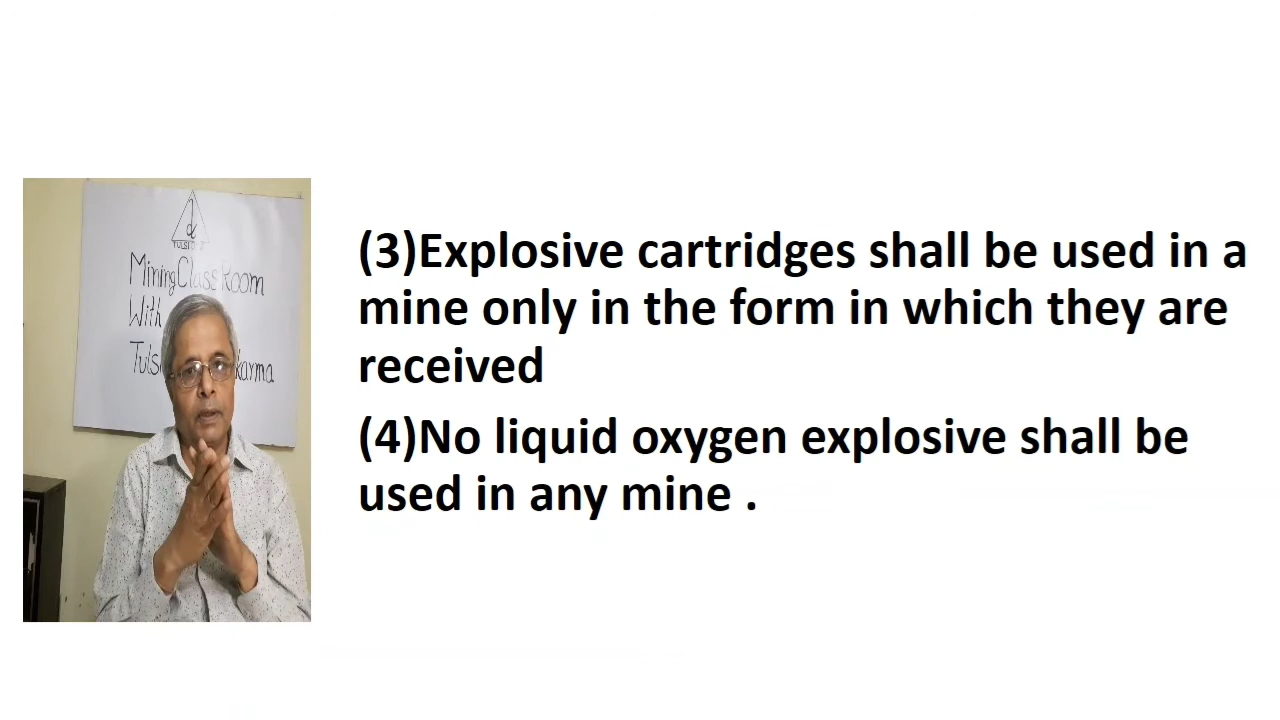 Mining Class Room
With
(3)Explosive cartridges shall be used in a
mine only in the form in which they are
received
(4)No liquid oxygen explosive shall be
used in any mine .